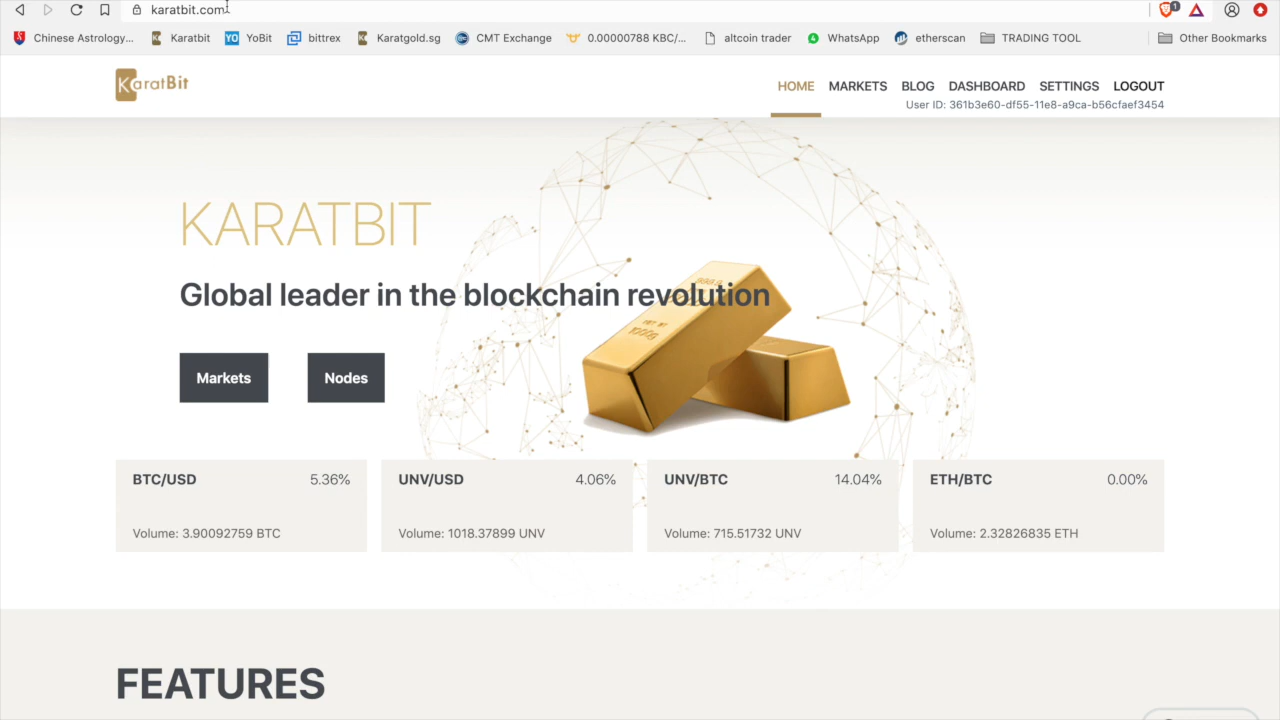 karatbit.com
1
Chinese Astrology... Karatbit YoBit bittrex Karatgold.sg CMT Exchange 0.00000788 KBC/... altcoin trader WhatsApp etherscan TRADING TOOL Other Bookmarks
KaratBit
HOME MARKETS BLOG DASHBOARD SETTINGS LOGOUT
User ID: 361b3e60-df55-11e8-a9ca-b56cfaef3454
KARATBIT
Global leader in the blockchain revolution
Markets Nodes
BTC/USD 5.36% UNV/USD 4.06% UNV/BTC 14.04% ETH/BTC 0.00%
Volume: 3.90092759 BTC Volume: 1018.37899 UNV Volume: 715.51732 UNV Volume: 2.32826835 ETH
FEATURES